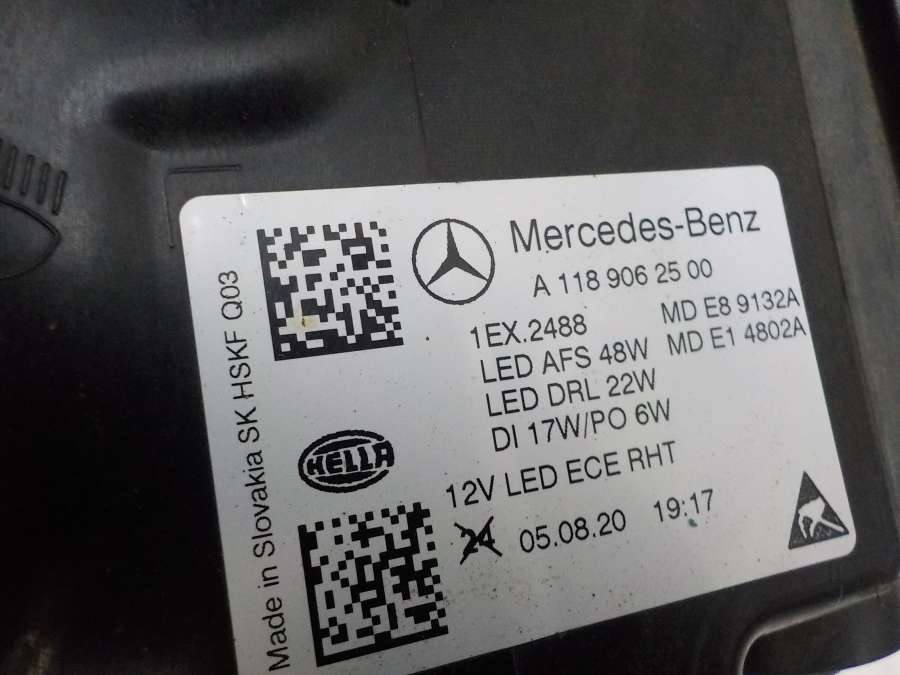 Mercedes-Benz
A 118 906 25 00
1EX.2488 MD E8 9132A
LED AFS 48W MD E1 4802A
LED DRL 22W
DI 17W/PO 6W
HELLA
12V LED ECE RHT
24 05.08.20 19:17
Made in Slovakia SK HSKF Q03